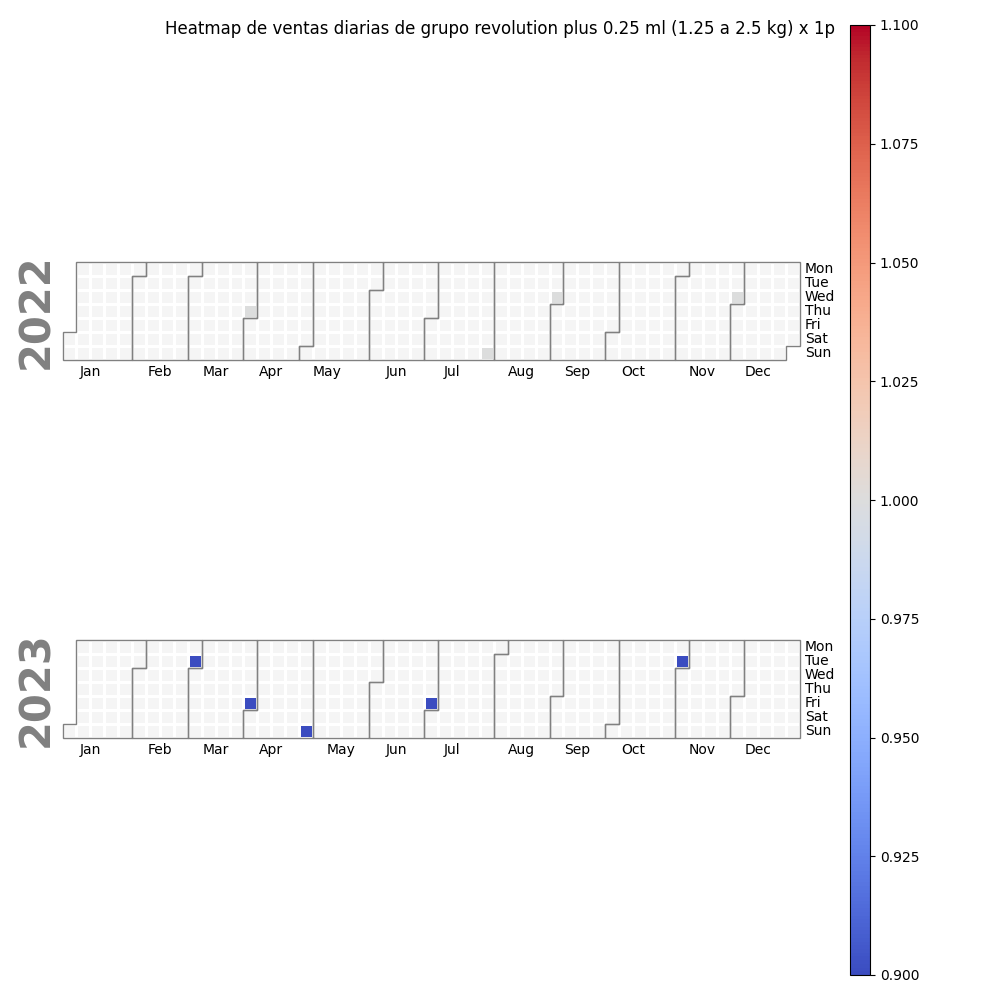 Heatmap de ventas diarias de grupo revolution plus 0.25 ml (1.25 a 2.5 kg) x 1p
2022
Mon
Tue
Wed
Thu
Fri
Sat
Sun
Jan Feb Mar Apr May Jun Jul Aug Sep Oct Nov Dec
2023
Mon
Tue
Wed
Thu
Fri
Sat
Sun
Jan Feb Mar Apr May Jun Jul Aug Sep Oct Nov Dec
1.100
1.075
1.050
1.025
1.000
0.975
0.950
0.925
0.900